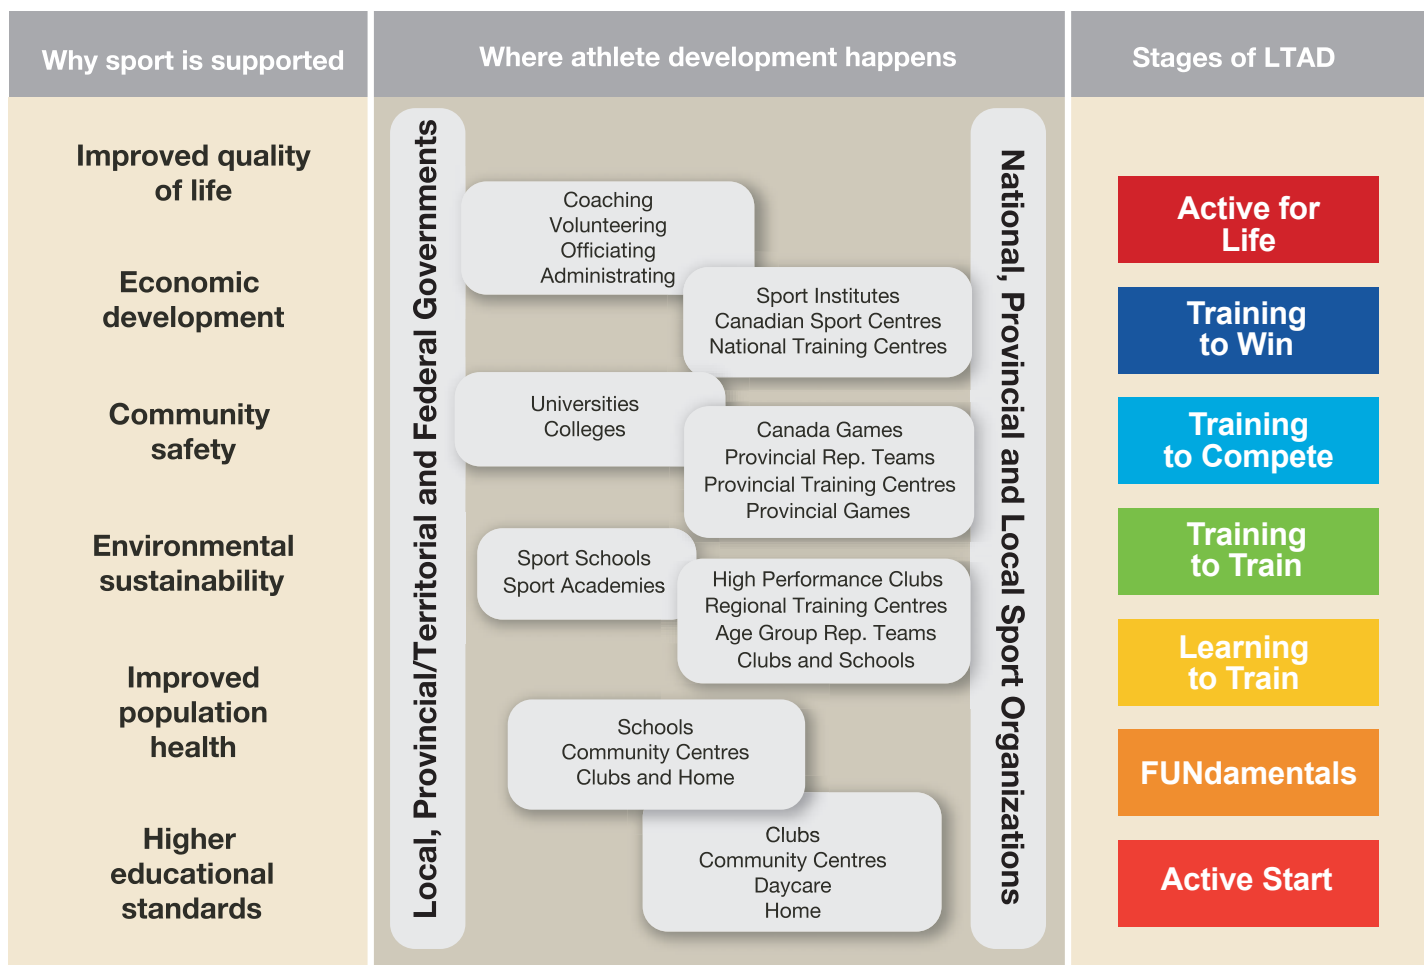 Why sport is supported
Where athlete development happens
Stages of LTAD
Improved quality
of life
Economic
development
Community
safety
Environmental
sustainability
Improved
population
health
Higher
educational
standards
Local, Provincial/Territorial and Federal Governments
Coaching
Volunteering
Officiating
Administrating
Sport Institutes
Canadian Sport Centres
National Training Centres
Universities
Colleges
Canada Games
Provincial Rep. Teams
Provincial Training Centres
Provincial Games
Sport Schools
Sport Academies
High Performance Clubs
Regional Training Centres
Age Group Rep. Teams
Clubs and Schools
Schools
Community Centres
Clubs and Home
Clubs
Community Centres
Daycare
Home
National, Provincial and Local Sport Organizations
Active for
Life
Training
to Win
Training
to Compete
Training
to Train
Learning
to Train
FUNdamentals
Active Start